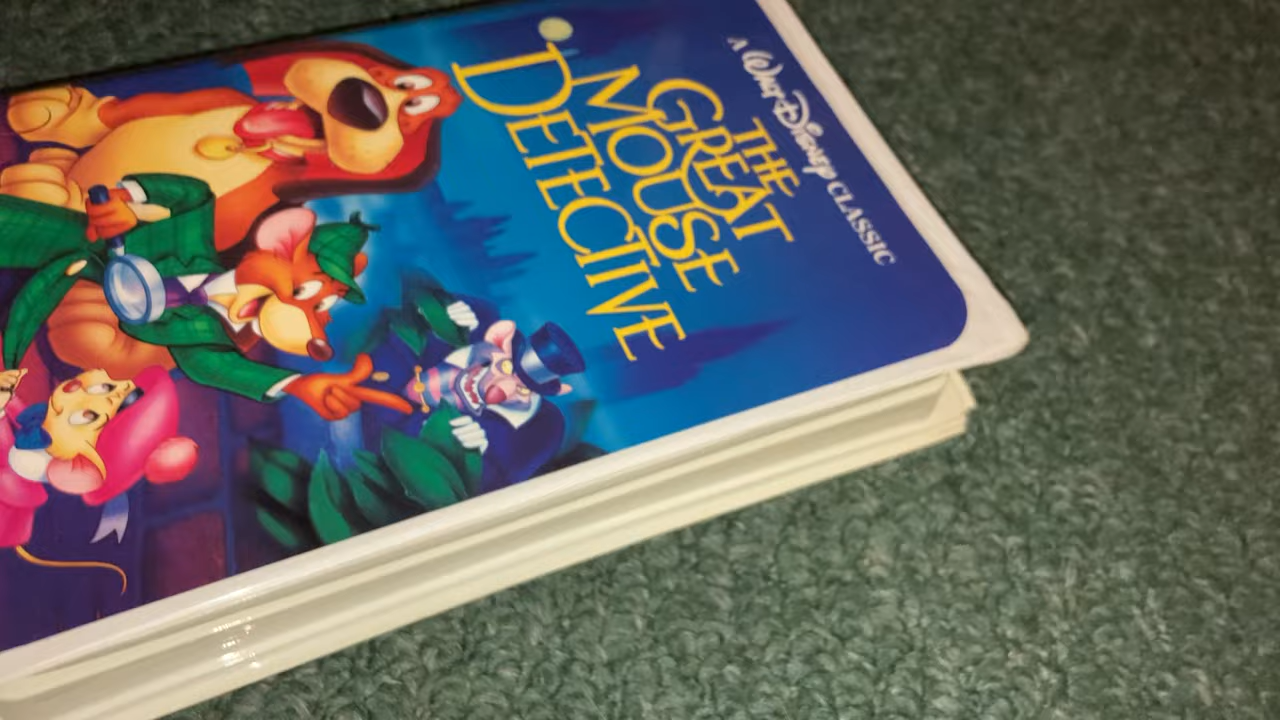 A WALT DISNEY CLASSIC
THE
GREAT
MOUSE
DETECTIVE